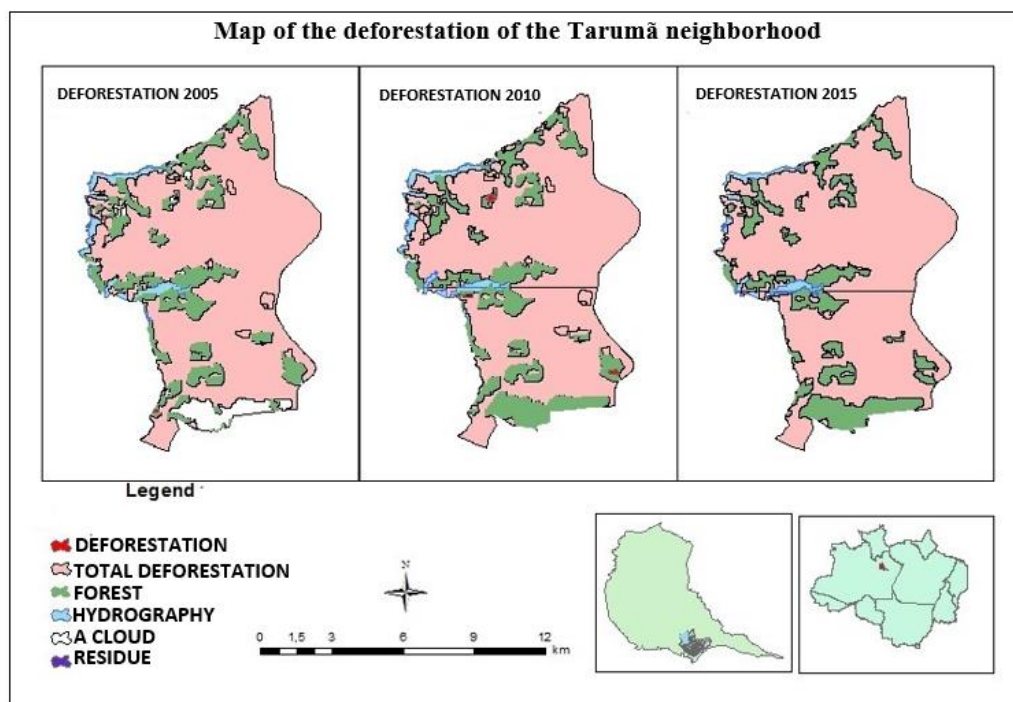 Map of the deforestation of the Tarumã neighborhood
DEFORESTATION 2005
DEFORESTATION 2010
DEFORESTATION 2015
Legend
DEFORESTATION
TOTAL DEFORESTATION
FOREST
HYDROGRAPHY
A CLOUD
RESIDUE
N
0 1,5 3 6 9 12
km